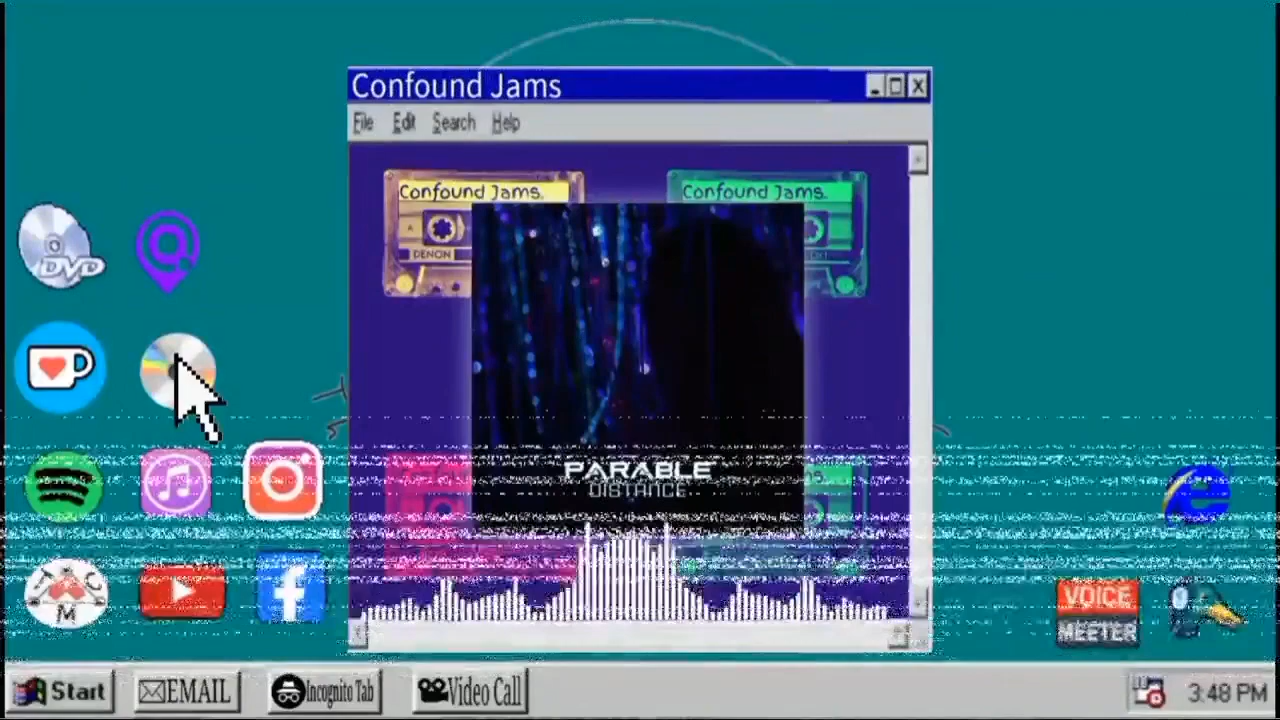 Confound Jams
File Edit Search Help
Confound Jams.
Confound Jams.
A
DENON
DVD
PARABLE
DISTANCE
VOICE
MEETER
Start
EMAIL
Incognito Tab
Video Call
3:48 PM